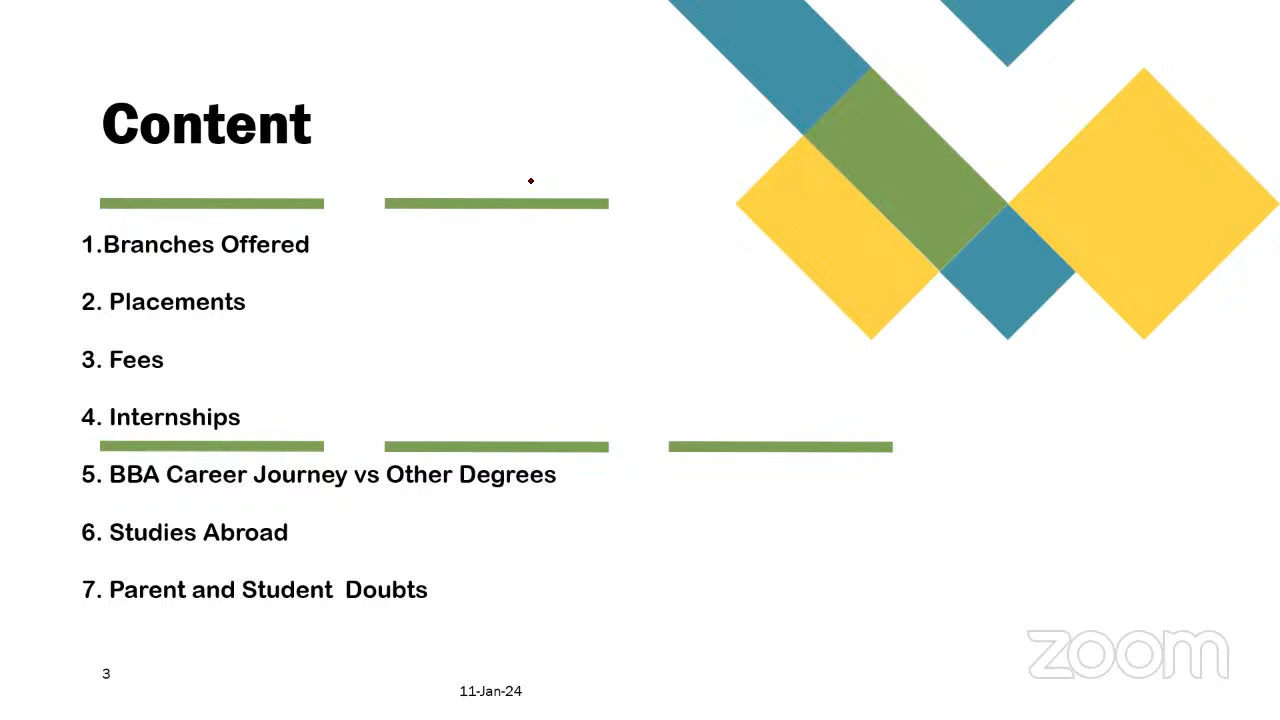 Content
1.Branches Offered
2. Placements
3. Fees
4. Internships
5. BBA Career Journey vs Other Degrees
6. Studies Abroad
7. Parent and Student  Doubts
3
11-Jan-24
zoom